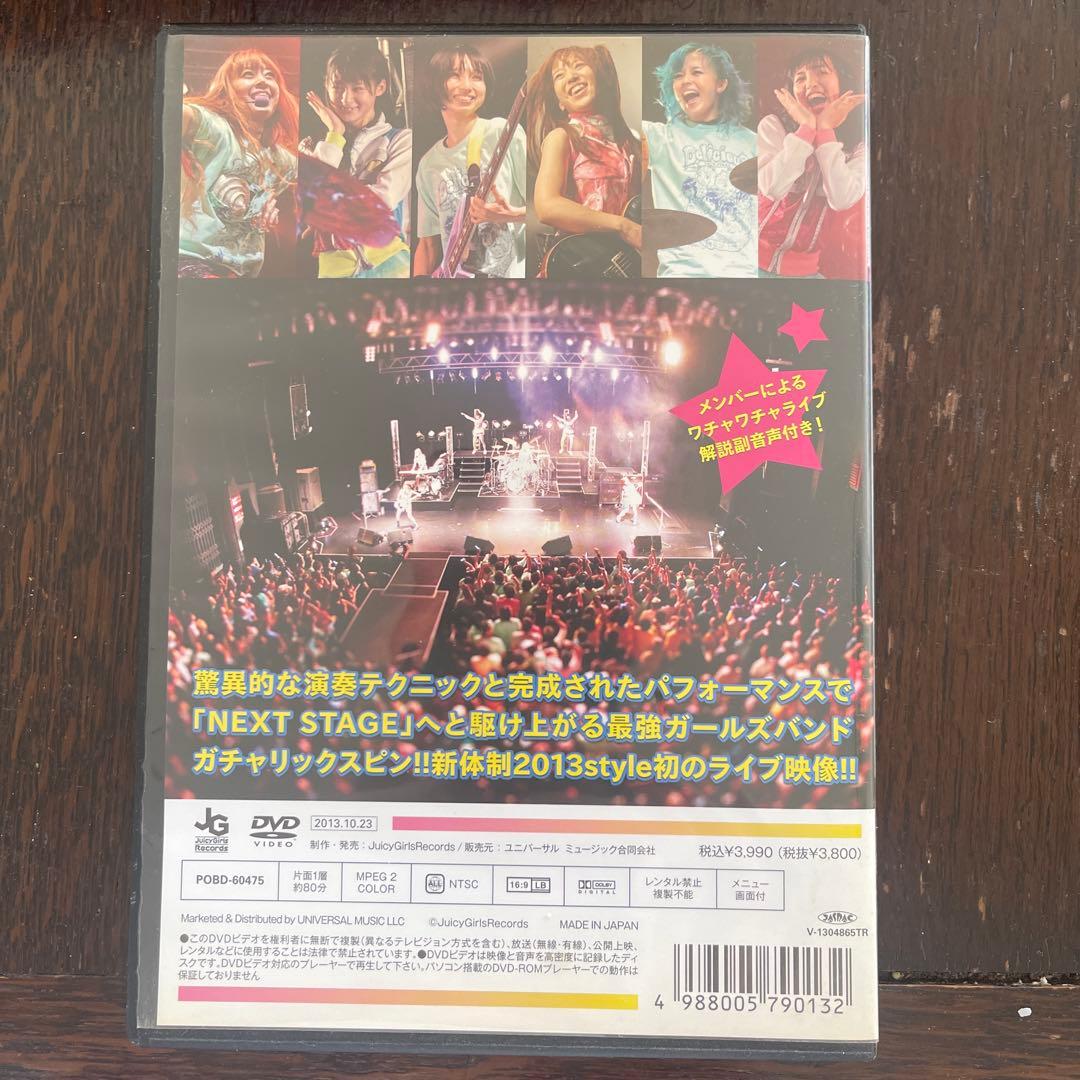 Delicious
Delicious
メンバーによる
ワチャワチャライブ
解説副音声付き!
驚異的な演奏テクニックと完成されたパフォーマンスで
「NEXT STAGE」へと駆け上がる最強ガールズバンド
ガチャリックスピン!!新体制2013style初のライブ映像!!
JG
JuicyGirls
Records
DVD
VIDEO
2013.10.23
制作・発売:JuicyGirlsRecords/販売元:ユニバーサル ミュージック合同会社
税込¥3,990(税抜¥3,800)
POBD-60475
片面1層
約80分
MPEG 2
COLOR
ALL
NTSC
16:9 LB
DOLBY
DIGITAL
レンタル禁止
複製不能
メニュー
画面付
Marketed & Distributed by UNIVERSAL MUSIC LLC
©JuicyGirlsRecords
MADE IN JAPAN
JASRAC
V-1304865TR
●このDVDビデオを権利者に無断で複製(異なるテレビジョン方式を含む)、放送(無線・有線)、公開上映、
レンタルなどに使用することは法律で禁止されています。●DVDビデオは映像と音声を高密度に記録したディ
スクです。DVDビデオ対応のプレーヤーで再生して下さい。パソコン搭載のDVD-ROMプレーヤーでの動作は
保証しておりません。
4 988005 790132